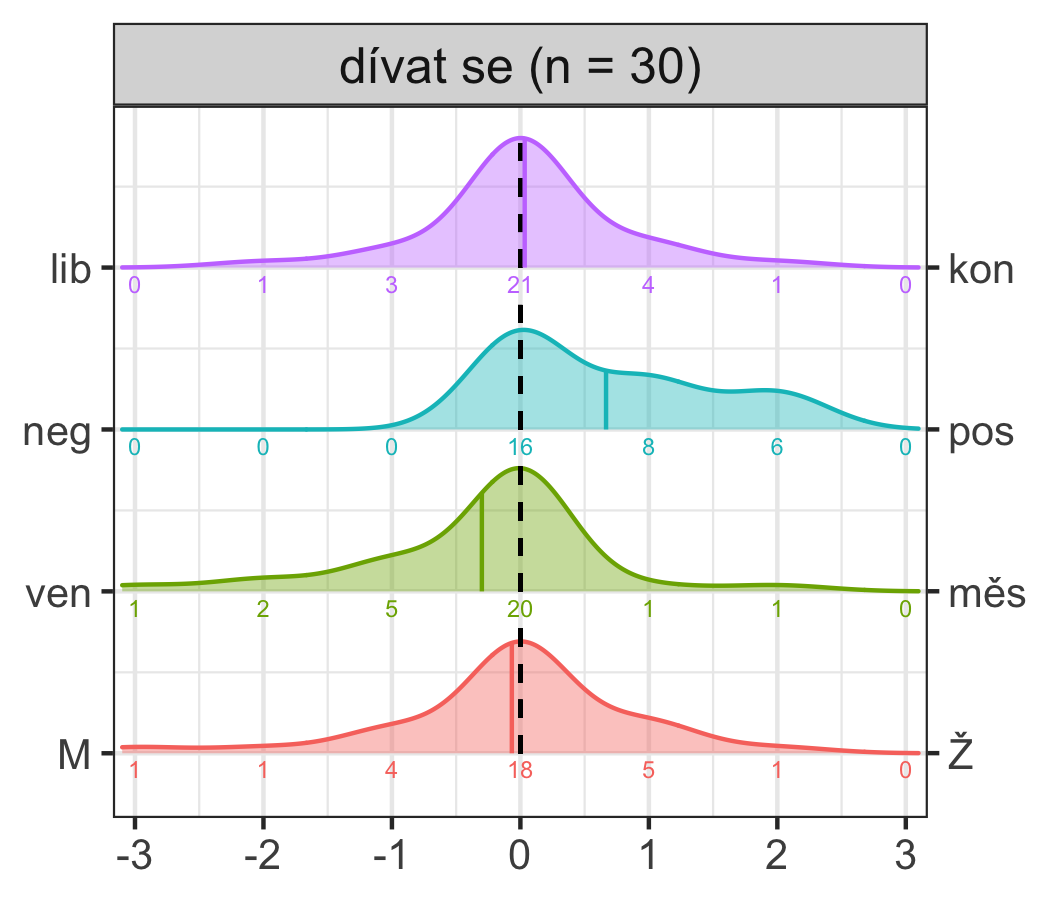 dívat se (n = 30)
lib kon
0 1 3 21 4 1 0
neg pos
0 0 0 16 8 6 0
ven měs
1 2 5 20 1 1 0
M Ž
1 1 4 18 5 1 0
-3 -2 -1 0 1 2 3